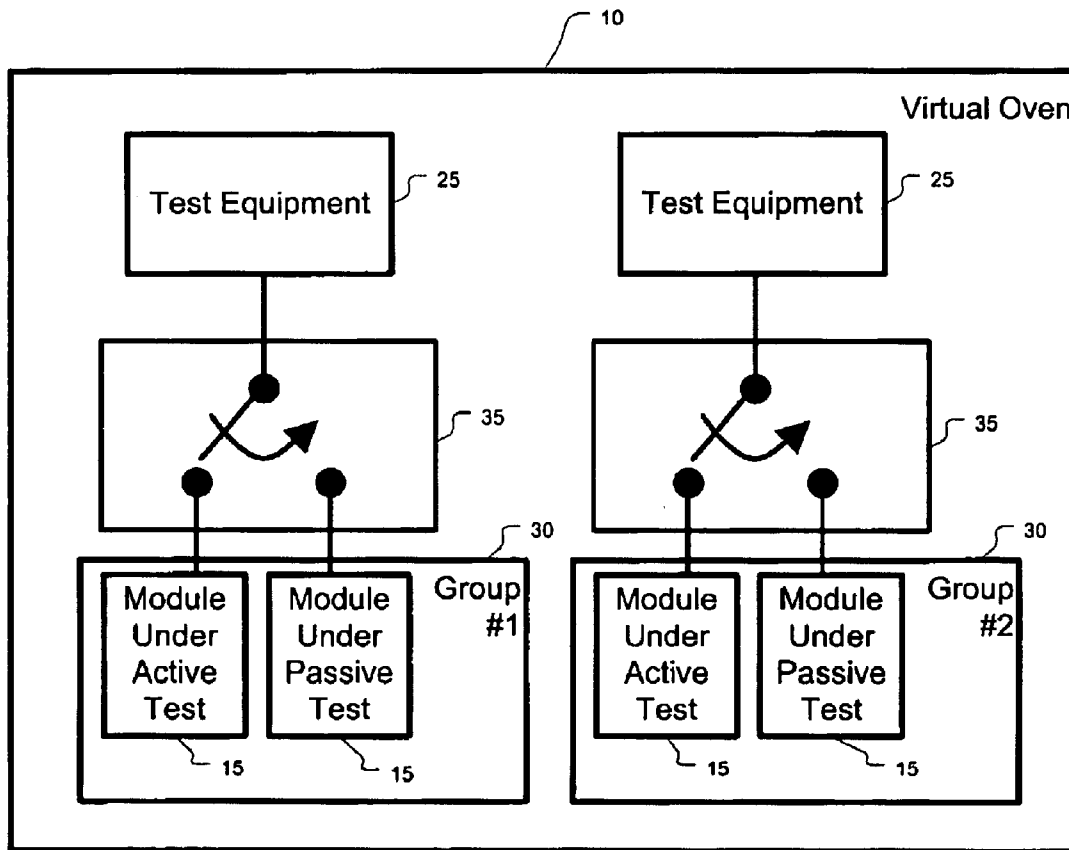 10
Virtual Oven
Test Equipment
25
Test Equipment
25
35
35
30
30
Group
#1
Module
Under
Active
Test
Module
Under
Passive
Test
Group
#2
Module
Under
Active
Test
Module
Under
Passive
Test
15
15
15
15